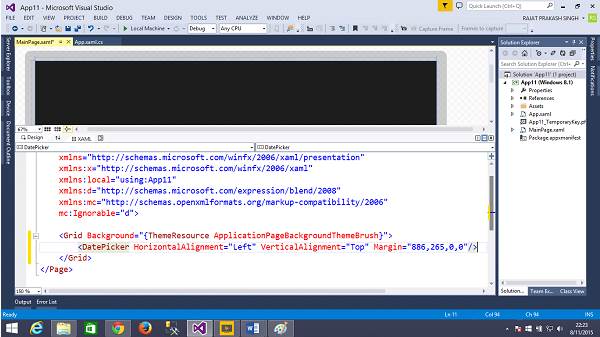 App11 - Microsoft Visual Studio
Quick Launch (Ctrl+Q)
FILE EDIT VIEW PROJECT BUILD DEBUG TEAM TOOLS TEST ANALYZE WINDOW HELP
RAJAT PRAKASH SINGH
Local Machine Debug Any CPU Capture Frame Captured Frames:
MainPage.xaml* App.xaml.cs
Solution Explorer
Server Explorer
Toolbox
Device
Document Outline
Properties
Notifications
Search Solution Explorer
Solution 'App11' (1 project)
App11 (Windows 8.1)
Properties
References
Assets
App.xaml
App11_TemporaryKey.pfx
MainPage.xaml
Package.appxmanifest
67%
Design XAML
DatePicker DatePicker
xmlns="http://schemas.microsoft.com/winfx/2006/xaml/presentation"
xmlns:x="http://schemas.microsoft.com/winfx/2006/xaml"
xmlns:local="using:App11"
xmlns:d="http://schemas.microsoft.com/expression/blend/2008"
xmlns:mc="http://schemas.openxmlformats.org/markup-compatibility/2006"
mc:Ignorable="d">
<Grid Background="{ThemeResource ApplicationPageBackgroundThemeBrush}">
<DatePicker HorizontalAlignment="Left" VerticalAlignment="Top" Margin="886,265,0,0"/>
</Grid>
</Page>
150 %
Solution... Team Ex... Class View
Output Error List
Ready Ln 11 Col 94 Ch 94 INS
22:23
8/11/2015